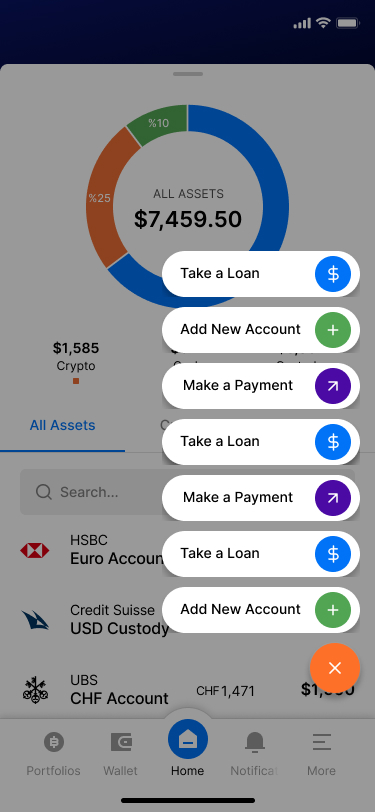 %10
%25
ALL ASSETS
$7,459.50
Take a Loan
Add New Account
$1,585
Crypto
Make a Payment
All Assets
Take a Loan
Search...
Make a Payment
HSBC
Euro Accoun
Take a Loan
Credit Suisse
USD Custody
Add New Account
UBS
CHF Account
CHF 1,471
Portfolios
Wallet
Home
Notificat
More